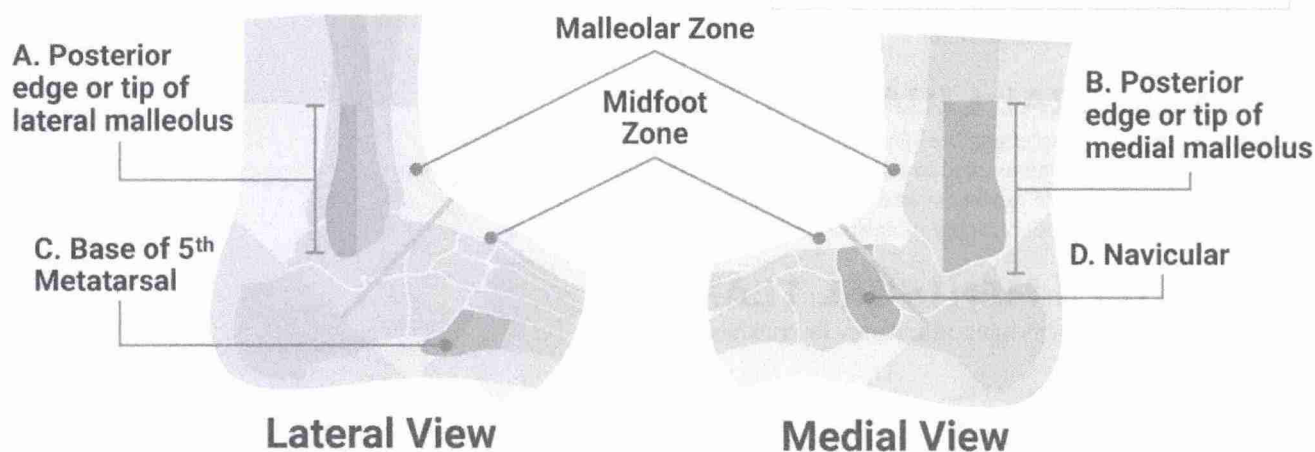 A. Posterior
edge or tip of
lateral malleolus
Malleolar Zone
Midfoot
Zone
B. Posterior
edge or tip of
medial malleolus
C. Base of 5th
Metatarsal
D. Navicular
Lateral View
Medial View